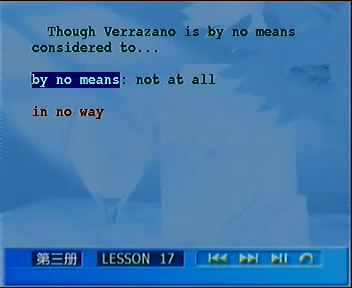 Though Verrazano is by no means
considered to...
by no means: not at all
in no way
第三册 LESSON 17